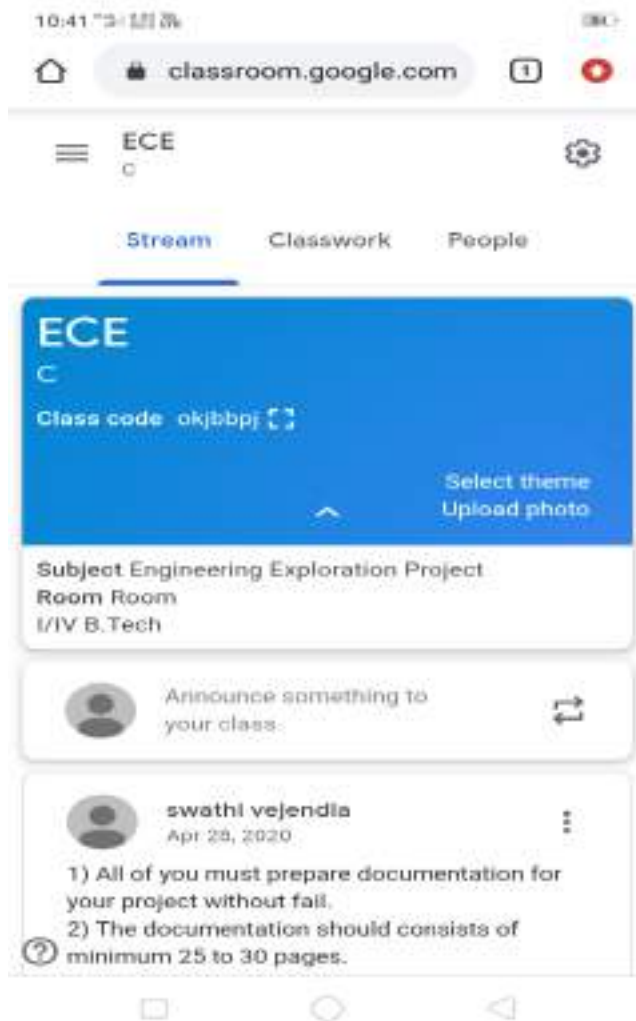 10:41
classroom.google.com
1
ECE
C
Stream Classwork People
ECE
C
Class code okjbbpj
Select theme
Upload photo
Subject Engineering Exploration Project
Room Room
I/IV B.Tech
Announce something to
your class
swathi vejendla
Apr 28, 2020
1) All of you must prepare documentation for
your project without fail.
2) The documentation should consists of
minimum 25 to 30 pages.